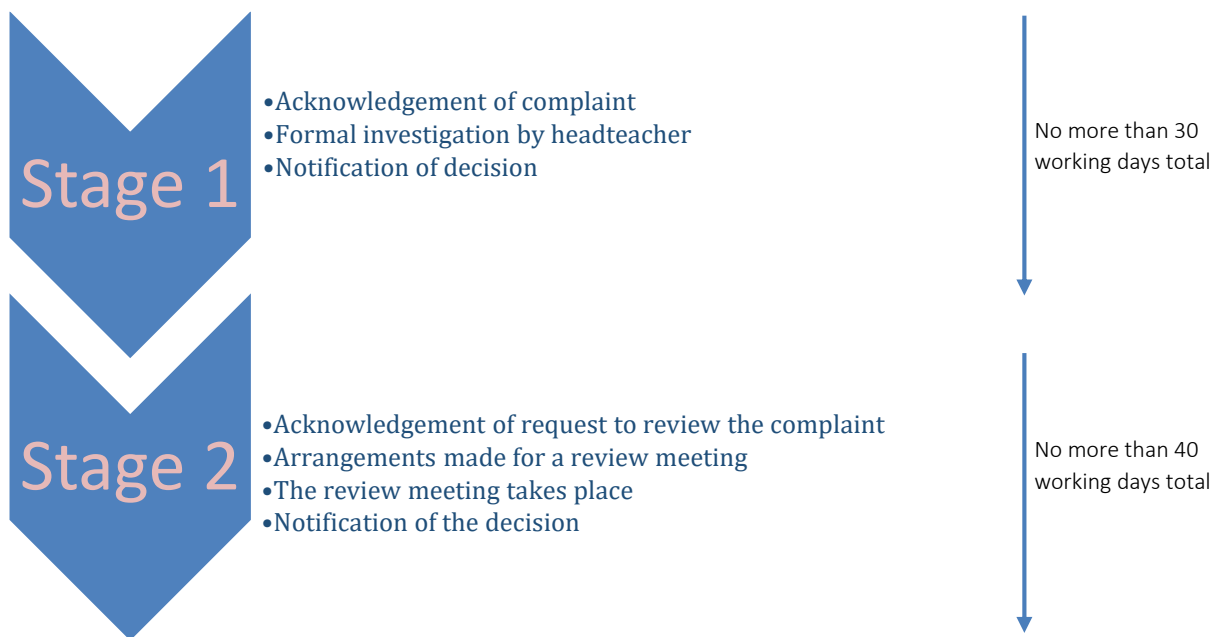 Stage 1
•Acknowledgement of complaint
•Formal investigation by headteacher
•Notification of decision
No more than 30
working days total
Stage 2
•Acknowledgement of request to review the complaint
•Arrangements made for a review meeting
•The review meeting takes place
•Notification of the decision
No more than 40
working days total